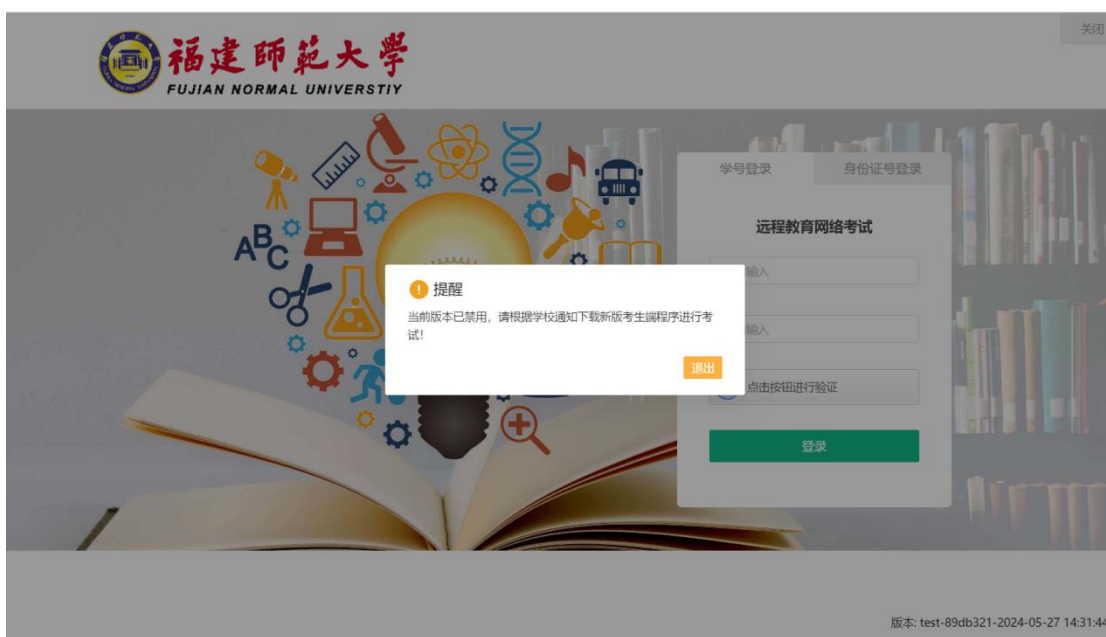 关闭
福建師範大學
FUJIAN NORMAL UNIVERSTIY
学号登录
身份证号登录
远程教育网络考试
ABC
输入
提醒
当前版本已禁用，请根据学校通知下载新版考生端程序进行考
试！
输入
退出
点击按钮进行验证
登录
版本: test-89db321-2024-05-27 14:31:44